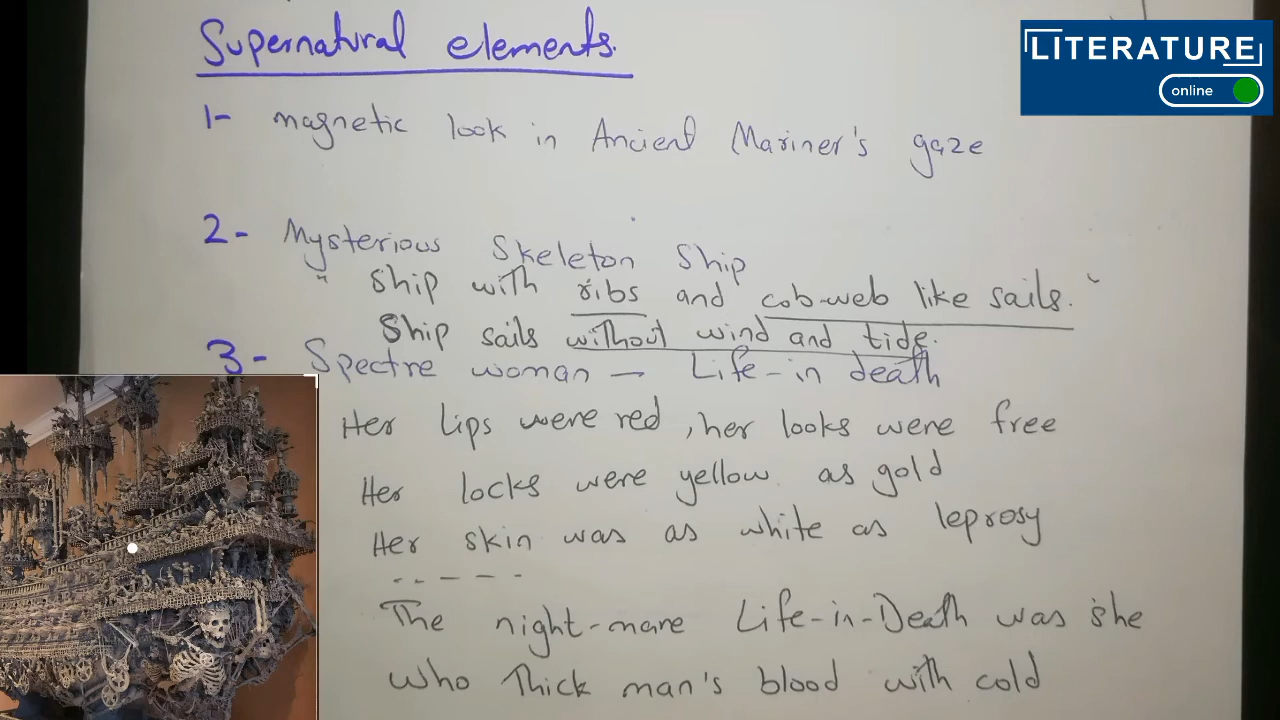 Supernatural elements.
LITERATURE
online
1- magnetic look in Ancient Mariner's gaze
2- Mysterious Skeleton Ship
" Ship with ribs and cob-web like sails.
Ship sails without wind and tide.
3- Spectre woman — Life-in death
Her lips were red, her looks were free
Her locks were yellow as gold
Her skin was as white as leprosy
-----
The night-mare Life-in-Death was she
who thick man's blood with cold